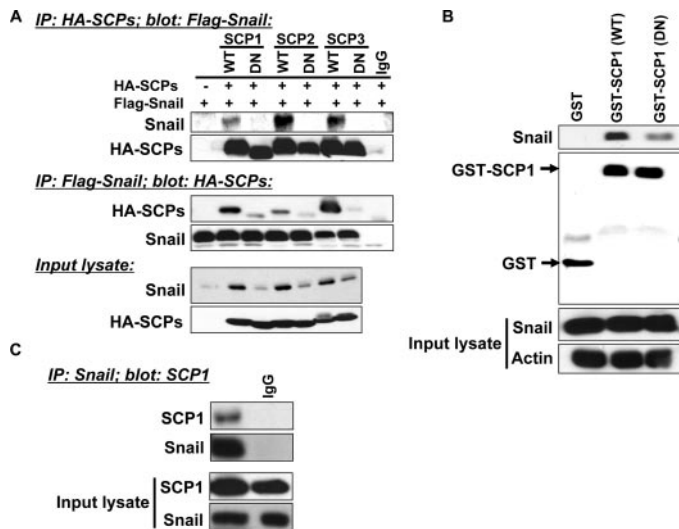 A
IP: HA-SCPs; blot: Flag-Snail:
SCP1 SCP2 SCP3
WT DN WT DN WT DN IgG
HA-SCPs - + + + + + + +
Flag-Snail + + + + + + + +
Snail
HA-SCPs
IP: Flag-Snail; blot: HA-SCPs:
HA-SCPs
Snail
Input lysate:
Snail
HA-SCPs
B
GST GST-SCP1 (WT) GST-SCP1 (DN)
Snail
GST-SCP1
GST
Input lysate
Snail
Actin
C
IP: Snail; blot: SCP1
IgG
SCP1
Snail
Input lysate
SCP1
Snail